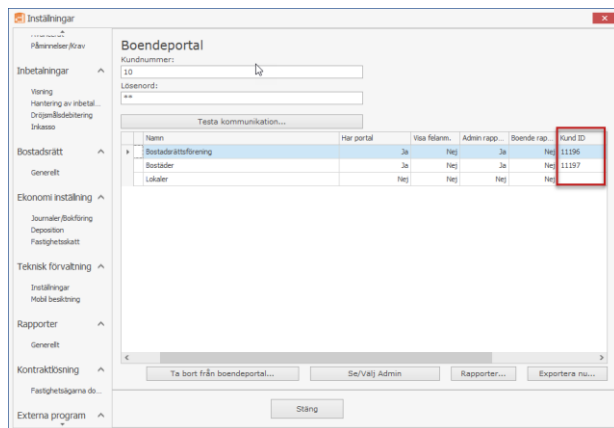 Inställningar
Påminnelser/Krav
Inbetalningar
Visning
Hantering av inbetal...
Dröjsmålsdebitering
Inkasso
Bostadsrätt
Generellt
Ekonomi inställning
Journaler/Bokföring
Deposition
Fastighetsskatt
Teknisk förvaltning
Inställningar
Mobil besiktning
Rapporter
Generellt
Kontraktlösning
Fastighetsägarna do...
Externa program
Boendeportal
Kundnummer:
10
Lösenord:
**
Testa kommunikation...
Namn Har portal Visa felanm. Admin rapp... Boende rap... Kund ID
Bostadsrättsförening Ja Nej Ja Nej 11196
Bostäder Ja Nej Ja Nej 11197
Lokaler Nej Nej Nej Nej
Ta bort från boendeportal... Se/Välj Admin Rapporter... Exportera nu...
Stäng